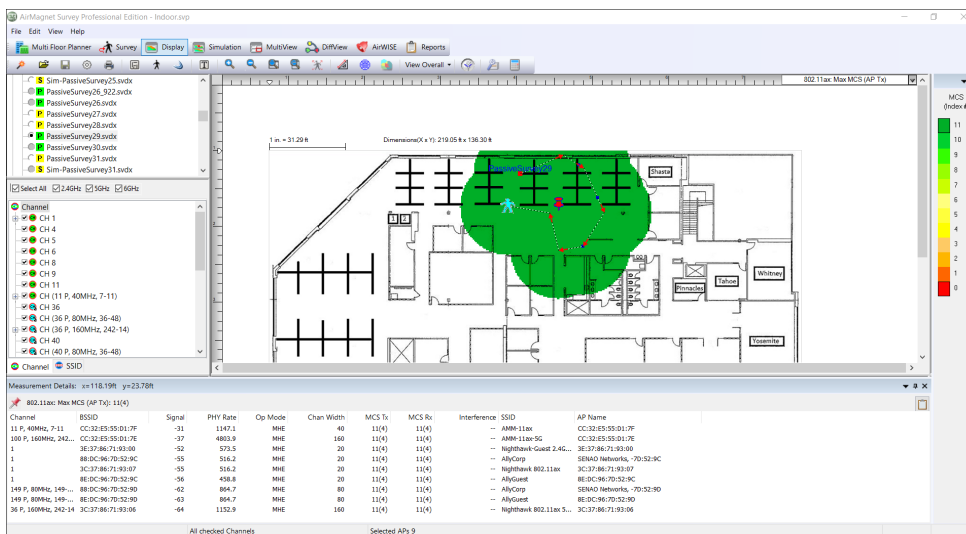 AirMagnet Survey Professional Edition - Indoor.svp
File Edit View Help
Multi Floor Planner Survey Display Simulation MultiView DiffView AirWISE Reports
View Overall
Sim-PassiveSurvey25.svdx
PassiveSurvey26_922.svdx
PassiveSurvey26.svdx
PassiveSurvey27.svdx
PassiveSurvey28.svdx
PassiveSurvey29.svdx
PassiveSurvey30.svdx
PassiveSurvey31.svdx
Sim-PassiveSurvey31.svdx
Select All 2.4GHz 5GHz 6GHz
Channel
CH 1
CH 4
CH 5
CH 6
CH 8
CH 9
CH 11
CH (11 P, 40MHz, 7-11)
CH 36
CH (36 P, 80MHz, 36-48)
CH (36 P, 160MHz, 242-14)
CH 40
CH (40 P, 80MHz, 36-48)
Channel SSID
802.11ax: Max MCS (AP Tx)
1 in. = 31.29 ft Dimensions(X x Y): 219.05 ft x 136.30 ft
PassiveSurvey29
Shasta
1 2
Whitney
Tahoe
Pinnacles
Yosemite
MCS
(Index #
11
10
9
8
7
6
5
4
3
2
1
0
Measurement Details: x=118.19ft y=23.78ft
802.11ax: Max MCS (AP Tx): 11(4)
Channel BSSID Signal PHY Rate Op Mode Chan Width MCS Tx MCS Rx Interference SSID AP Name
11 P, 40MHz, 7-11 CC:32:E5:55:D1:7F -31 1147.1 MHE 40 11(4) 11(4) -- AMM-11ax CC:32:E5:55:D1:7F
100 P, 160MHz, 242... CC:32:E5:55:D1:7E -37 4803.9 MHE 160 11(4) 11(4) -- AMM-11ax-5G CC:32:E5:55:D1:7E
1 3E:37:86:71:93:00 -52 573.5 MHE 20 11(4) 11(4) -- Nighthawk-Guest 2.4G... 3E:37:86:71:93:00
1 88:DC:96:7D:52:9C -55 516.2 MHE 20 11(4) 11(4) -- AllyCorp SENAO Networks, -7D:52:9C
1 3C:37:86:71:93:07 -55 516.2 MHE 20 11(4) 11(4) -- Nighthawk 802.11ax 3C:37:86:71:93:07
1 8E:DC:96:7D:52:9C -56 458.8 MHE 20 11(4) 11(4) -- AllyGuest 8E:DC:96:7D:52:9C
149 P, 80MHz, 149-... 88:DC:96:7D:52:9D -62 864.7 MHE 80 11(4) 11(4) -- AllyCorp SENAO Networks, -7D:52:9D
149 P, 80MHz, 149-... 8E:DC:96:7D:52:9D -63 864.7 MHE 80 11(4) 11(4) -- AllyGuest 8E:DC:96:7D:52:9D
36 P, 160MHz, 242-14 3C:37:86:71:93:06 -64 1152.9 MHE 160 11(4) 11(4) -- Nighthawk 802.11ax 5... 3C:37:86:71:93:06
All checked Channels Selected APs 9